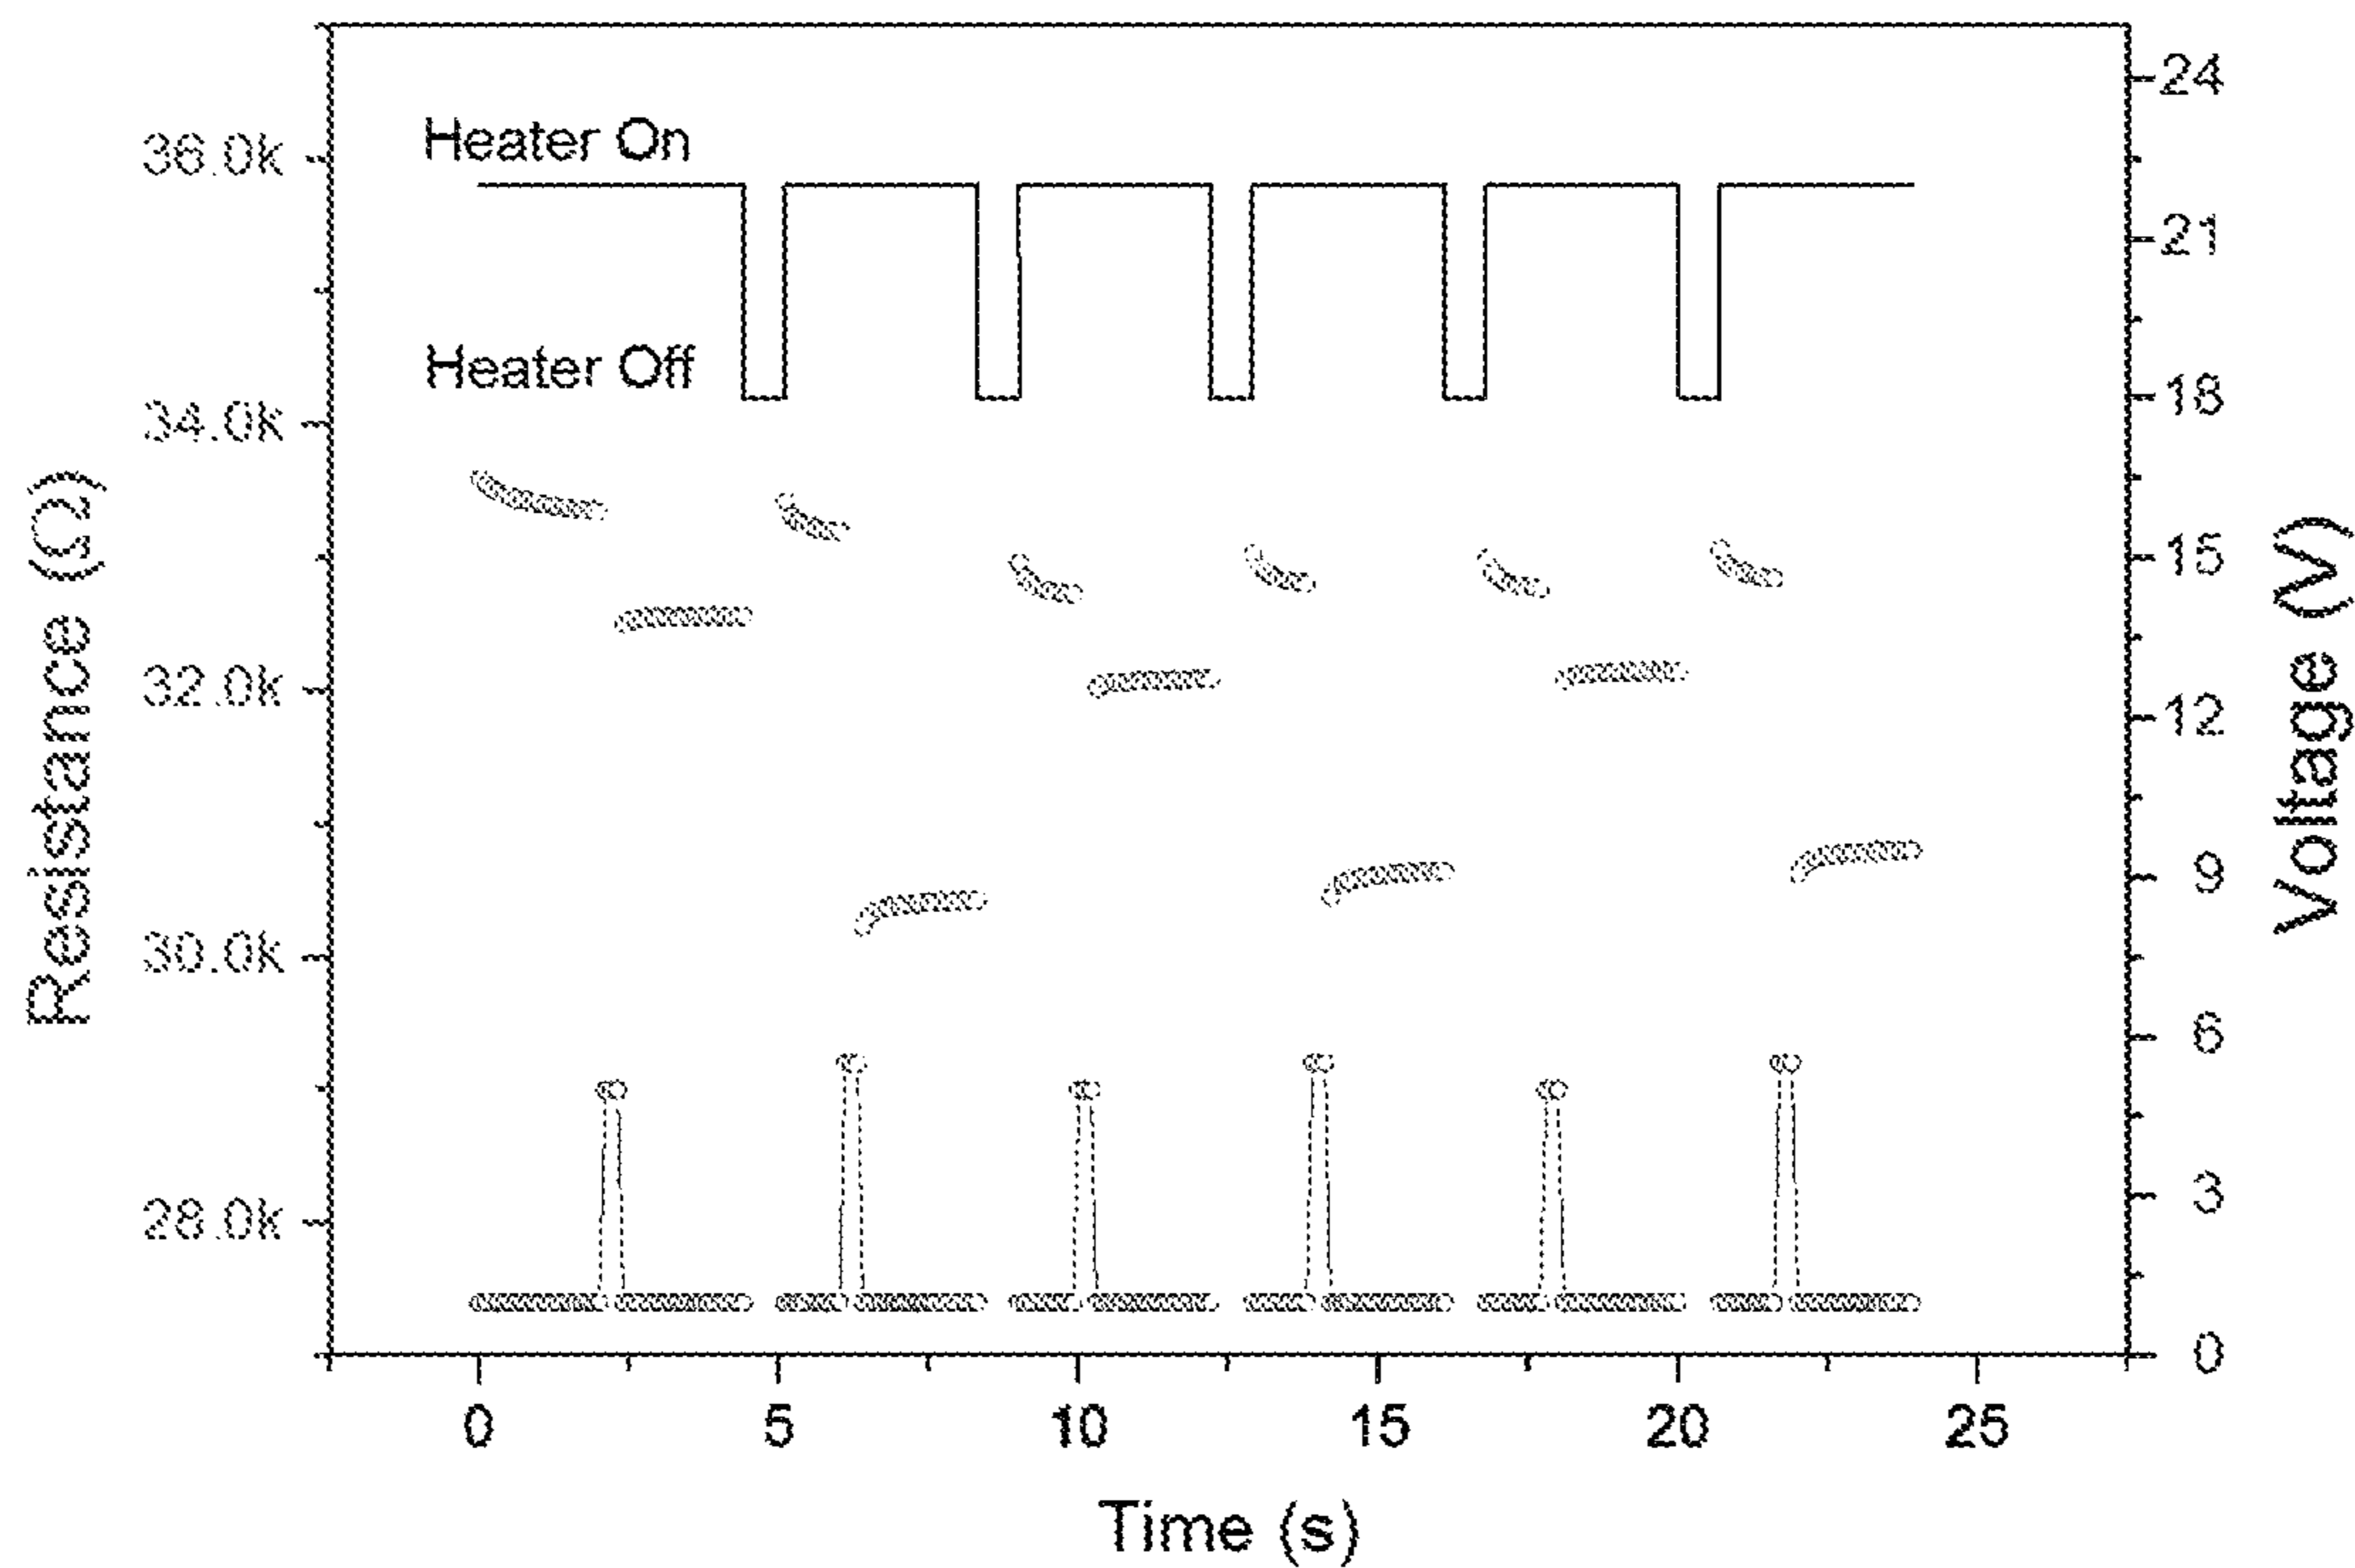 Heater On
Heater Off
36.0k
34.0k
32.0k
30.0k
28.0k
Resistance (Ω)
24
21
18
15
12
9
6
3
0
Voltage (V)
0 5 10 15 20 25
Time (s)